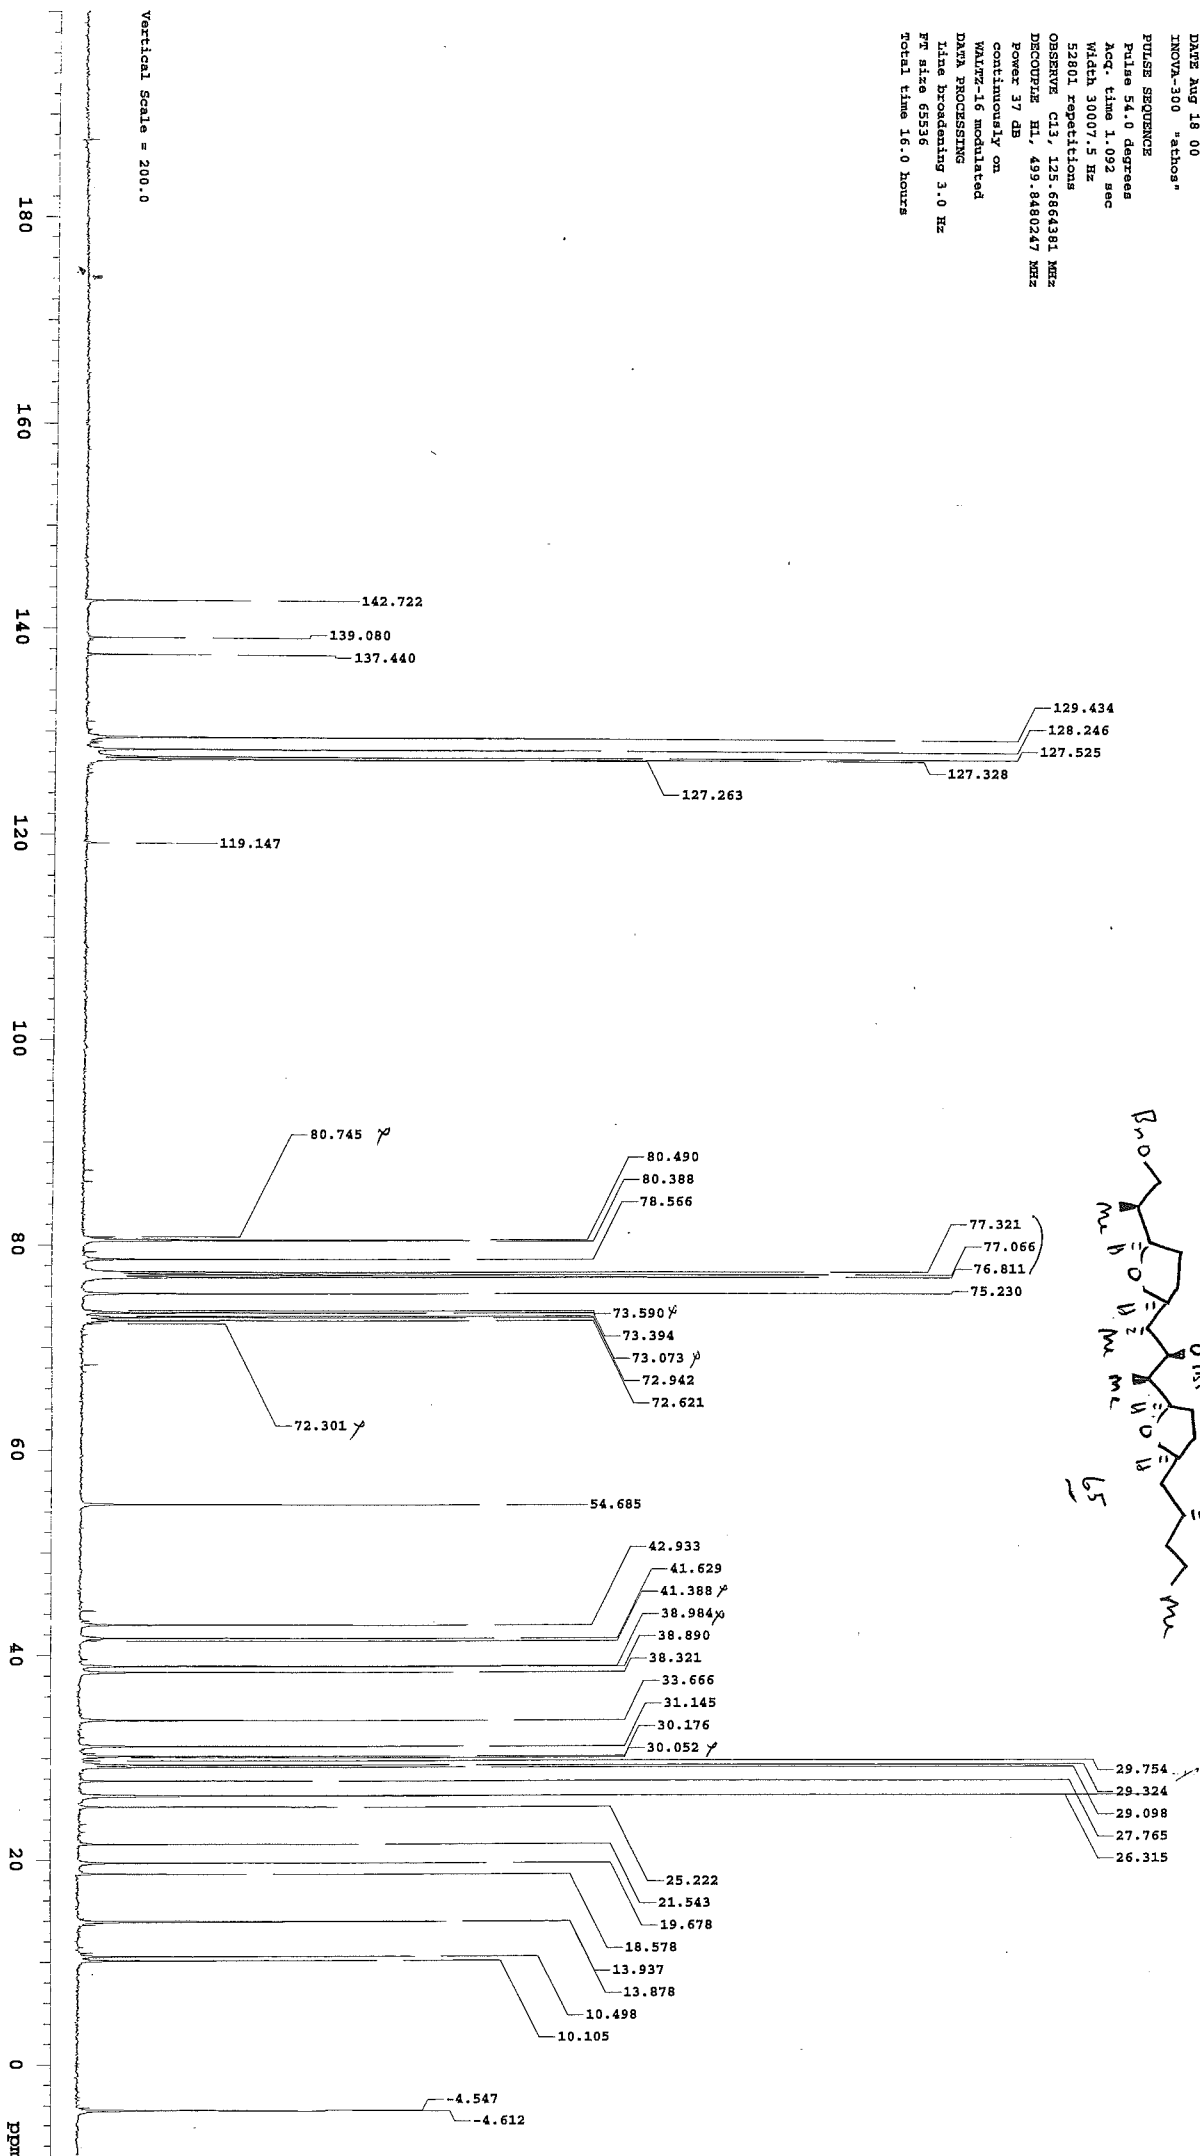 DATE Aug 18 00
INOVA-300 "athos"
PULSE SEQUENCE
Pulse 54.0 degrees
Acq. time 1.092 sec
Width 30007.5 Hz
52801 repetitions
OBSERVE C13, 125.6864381 MHz
DECOUPLE H1, 499.8480247 MHz
Power 37 dB
continuously on
WALTZ-16 modulated
DATA PROCESSING
Line broadening 3.0 Hz
FT size 65536
Total time 16.0 hours
BnO
Me
H
O
H
Me
Me
H
O
H
Me
65
142.722
139.080
137.440
129.434
128.246
127.525
127.328
127.263
119.147
80.745
80.490
80.388
78.566
77.321
77.066
76.811
75.230
73.590
73.394
73.073
72.942
72.621
72.301
54.685
42.933
41.629
41.388
38.984
38.890
38.321
33.666
31.145
30.176
30.052
29.754
29.324
29.098
27.765
26.315
25.222
21.543
19.678
18.578
13.937
13.878
10.498
10.105
-4.547
-4.612
Vertical Scale = 200.0
180 160 140 120 100 80 60 40 20 0 ppm